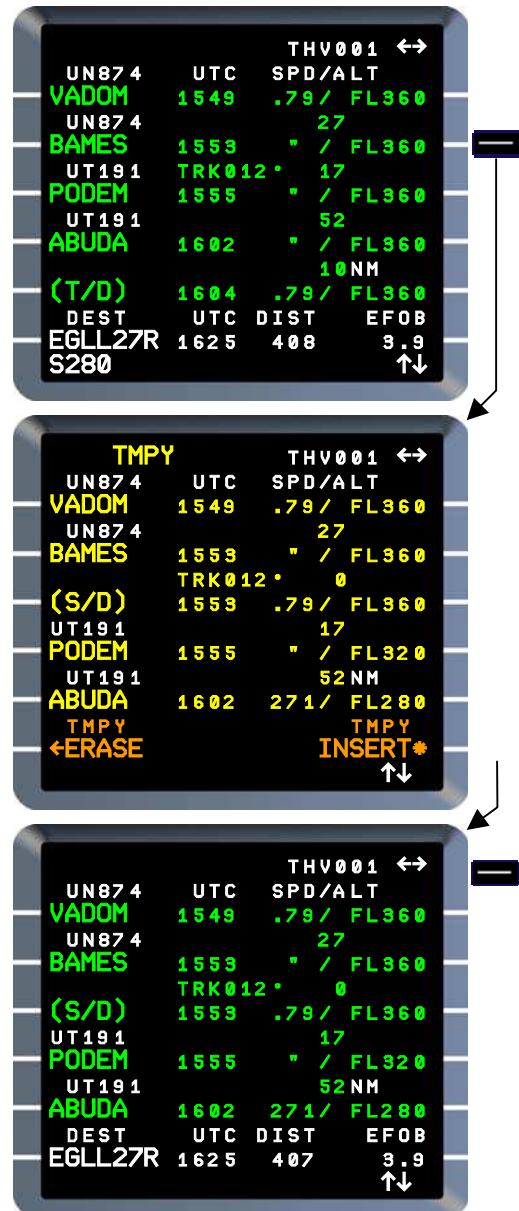 THV001 ←→
UN874 UTC SPD/ALT
VADOM 1549 .79/ FL360
UN874 27
BAMES 1553 " / FL360
UT191 TRK012° 17
PODEM 1555 " / FL360
UT191 52
ABUDA 1602 " / FL360
10NM
(T/D) 1604 .79/ FL360
DEST UTC DIST EFOB
EGLL27R 1625 408 3.9
S280 ↑↓
TMPY THV001 ←→
UN874 UTC SPD/ALT
VADOM 1549 .79/ FL360
UN874 27
BAMES 1553 " / FL360
TRK012° 0
(S/D) 1553 .79/ FL360
UT191 17
PODEM 1555 " / FL320
UT191 52NM
ABUDA 1602 271/ FL280
TMPY TMPY
←ERASE INSERT*
↑↓
THV001 ←→
UN874 UTC SPD/ALT
VADOM 1549 .79/ FL360
UN874 27
BAMES 1553 " / FL360
TRK012° 0
(S/D) 1553 .79/ FL360
UT191 17
PODEM 1555 " / FL320
UT191 52NM
ABUDA 1602 271/ FL280
DEST UTC DIST EFOB
EGLL27R 1625 407 3.9
↑↓